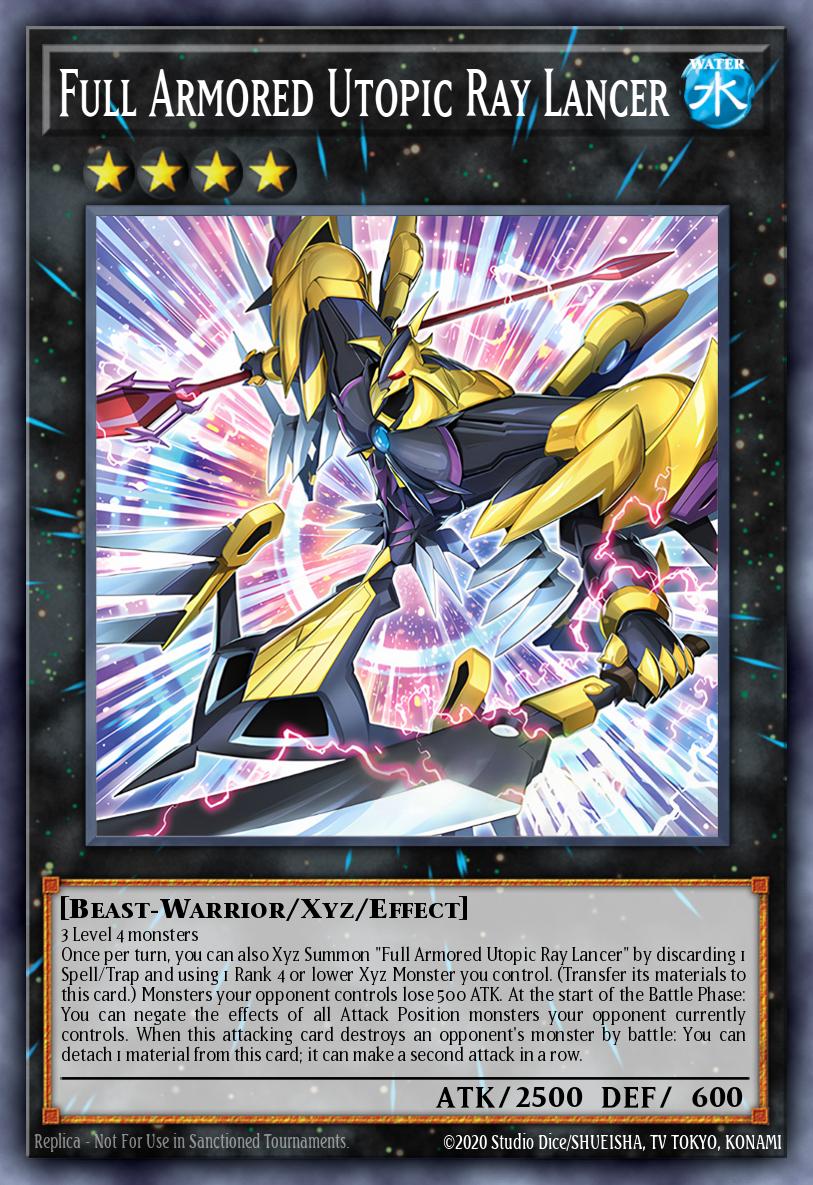 Full Armored Utopic Ray Lancer
WATER
水
[Beast-Warrior/Xyz/Effect]
3 Level 4 monsters
Once per turn, you can also Xyz Summon "Full Armored Utopic Ray Lancer" by discarding 1
Spell/Trap and using 1 Rank 4 or lower Xyz Monster you control. (Transfer its materials to
this card.) Monsters your opponent controls lose 500 ATK. At the start of the Battle Phase:
You can negate the effects of all Attack Position monsters your opponent currently
controls. When this attacking card destroys an opponent's monster by battle: You can
detach 1 material from this card; it can make a second attack in a row.
ATK/2500 DEF/ 600
Replica - Not For Use in Sanctioned Tournaments.
©2020 Studio Dice/SHUEISHA, TV TOKYO, KONAMI